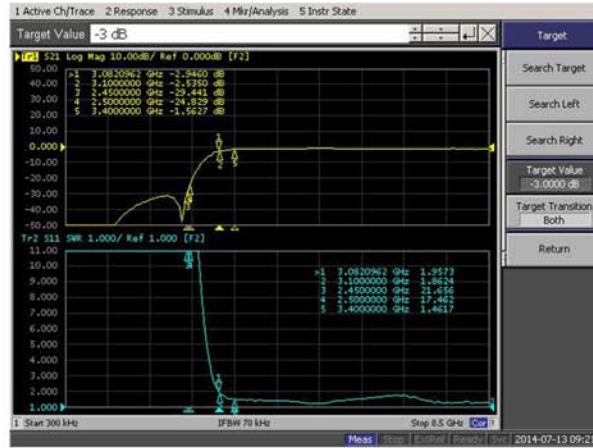 1 Active Ch/Trace 2 Response 3 Stimulus 4 Mkr/Analysis 5 Instr State
Target Value -3 dB
Tr1 S21 Log Mag 10.00dB/ Ref 0.000dB [F2]
50.00
40.00
30.00
20.00
10.00
0.000
-10.00
-20.00
-30.00
-40.00
-50.00
>1 3.0820962 GHz -2.9460 dB
2 3.1000000 GHz -2.5350 dB
3 2.4500000 GHz -29.441 dB
4 2.5000000 GHz -24.829 dB
5 3.4000000 GHz -1.5627 dB
Tr2 S11 SWR 1.000/ Ref 1.000 [F2]
11.00
10.00
9.000
8.000
7.000
6.000
5.000
4.000
3.000
2.000
1.000
>1 3.0820962 GHz 1.9573
2 3.1000000 GHz 1.8624
3 2.4500000 GHz 21.656
4 2.5000000 GHz 17.462
5 3.4000000 GHz 1.4617
1 Start 300 kHz IFBW 70 kHz Stop 8.5 GHz Cor
Meas Stop ExtRef Ready Svc 2014-07-13 09:21
Target
Search Target
Search Left
Search Right
Target Value
-3.0000 dB
Target Transition
Both
Return